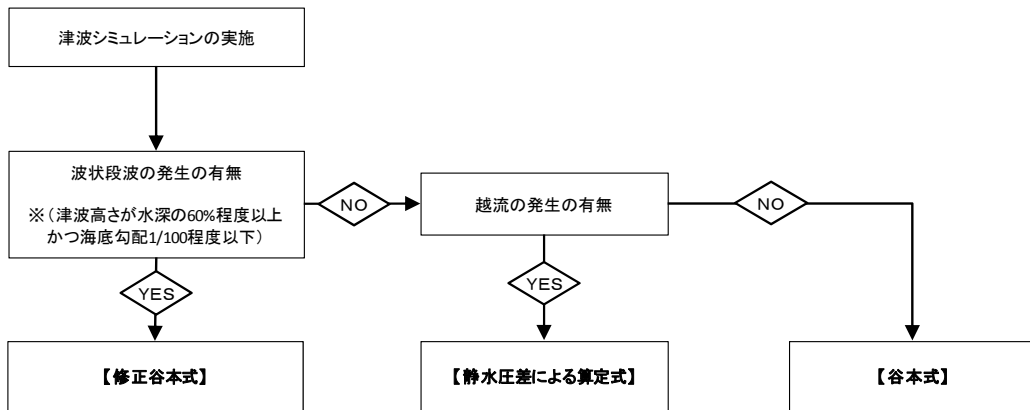 津波シミュレーションの実施
波状段波の発生の有無
※（津波高さが水深の60%程度以上
かつ海底勾配1/100程度以下）
NO
越流の発生の有無
NO
YES
YES
【修正谷本式】
【静水圧差による算定式】
【谷本式】